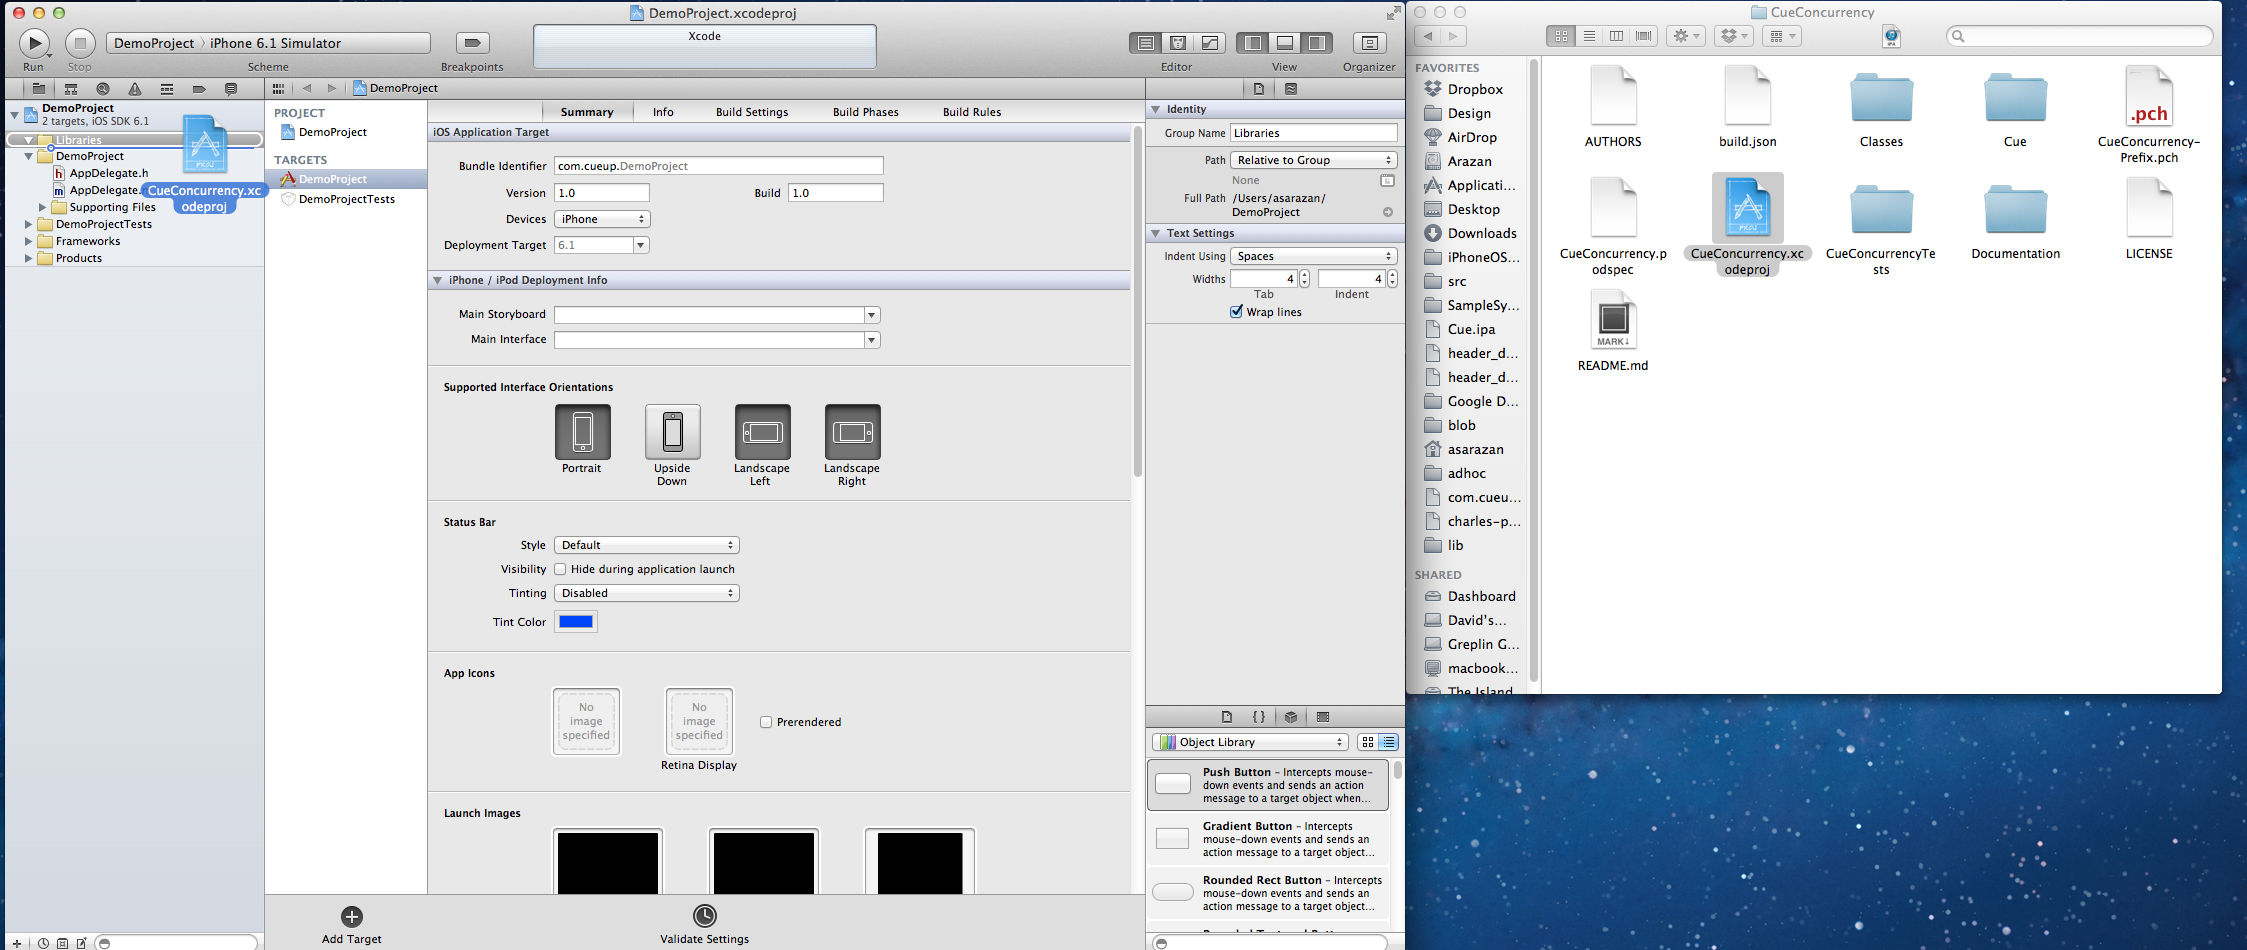 DemoProject.xcodeproj
Run
Stop
DemoProject 〉 iPhone 6.1 Simulator
Scheme
Breakpoints
Xcode
Editor
View
Organizer
DemoProject
2 targets, iOS SDK 6.1
Libraries
DemoProject
AppDelegate.h
AppDelegate.
CueConcurrency.xc
odeproj
PROJ
Supporting Files
DemoProjectTests
Frameworks
Products
DemoProject
PROJECT
DemoProject
TARGETS
DemoProject
DemoProjectTests
Summary
Info
Build Settings
Build Phases
Build Rules
iOS Application Target
Bundle Identifier com.cueup.DemoProject
Version 1.0 Build 1.0
Devices iPhone
Deployment Target 6.1
iPhone / iPod Deployment Info
Main Storyboard
Main Interface
Supported Interface Orientations
Portrait
Upside
Down
Landscape
Left
Landscape
Right
Status Bar
Style Default
Visibility Hide during application launch
Tinting Disabled
Tint Color
App Icons
No
image
specified
No
image
specified
Prerendered
Retina Display
Launch Images
Add Target
Validate Settings
Identity
Group Name Libraries
Path Relative to Group
None
Full Path /Users/asarazan/
DemoProject
Text Settings
Indent Using Spaces
Widths 4 4
Tab Indent
Wrap lines
{}
Object Library
Push Button – Intercepts mouse-
down events and sends an action
message to a target object when...
Gradient Button – Intercepts
mouse-down events and sends an
action message to a target object...
Rounded Rect Button – Intercepts
mouse-down events and sends an
action message to a target object...
CueConcurrency
IPA
FAVORITES
Dropbox
Design
AirDrop
Arazan
Applicati...
Desktop
Downloads
iPhoneOS...
src
SampleSy...
Cue.ipa
header_d...
header_d...
Google D...
blob
asarazan
adhoc
com.cueu...
charles-p...
lib
SHARED
Dashboard
David's...
Greplin G...
macbook...
The Island
AUTHORS
build.json
Classes
Cue
.pch
CueConcurrency-
Prefix.pch
CueConcurrency.p
odspec
PROJ
CueConcurrency.xc
odeproj
CueConcurrencyTe
sts
Documentation
LICENSE
MARK↓
README.md